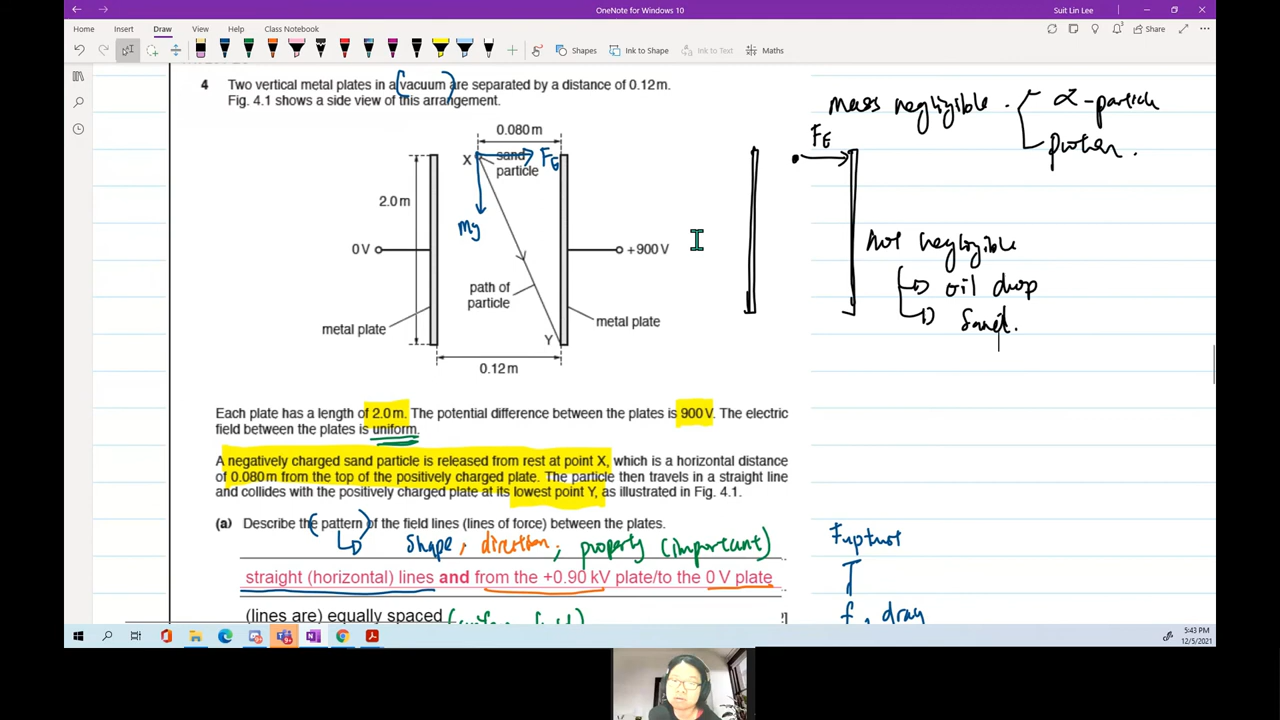 OneNote for Windows 10
Suit Lin Lee
Home Insert Draw View Help Class Notebook
Shapes Ink to Shape Ink to Text Maths
Share
4 Two vertical metal plates in a (vacuum) are separated by a distance of 0.12 m.
Fig. 4.1 shows a side view of this arrangement.
0.080 m
X
sand
particle
FE
mg
2.0 m
0 V
+900 V
path of
particle
metal plate
metal plate
Y
0.12 m
mass negligible
α-particle
proton.
FE
Not negligible
oil drop
Sand.
Each plate has a length of 2.0 m. The potential difference between the plates is 900 V. The electric
field between the plates is uniform.
A negatively charged sand particle is released from rest at point X, which is a horizontal distance
of 0.080 m from the top of the positively charged plate. The particle then travels in a straight line
and collides with the positively charged plate at its lowest point Y, as illustrated in Fig. 4.1.
(a) Describe the (pattern) of the field lines (lines of force) between the plates.
Shape, direction, property (important)
straight (horizontal) lines and from the +0.90 kV plate/to the 0 V plate
(lines are) equally spaced
Fupthrust
f, drag
5:43 PM
12/5/2021